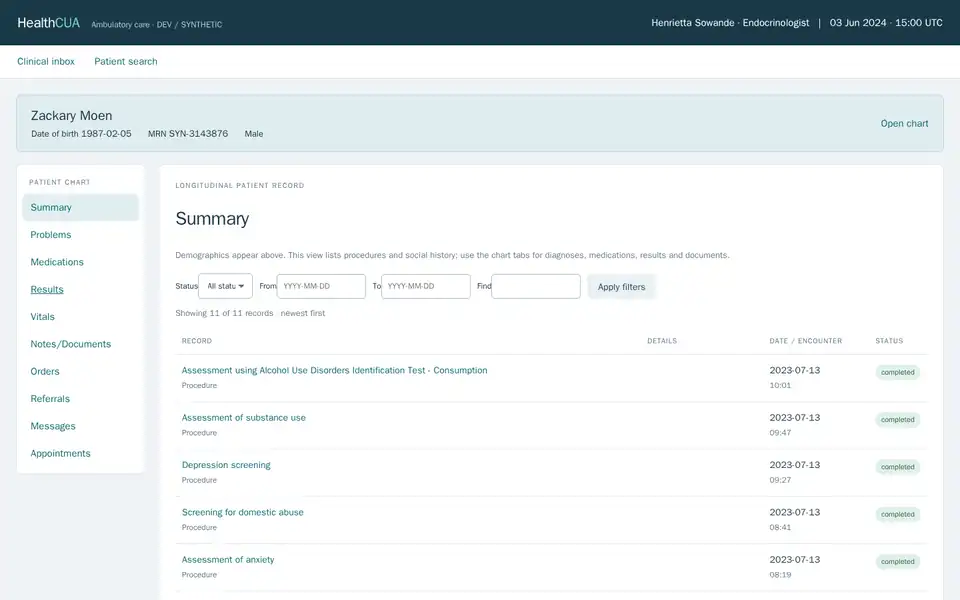 HealthCUA Ambulatory care · DEV / SYNTHETIC Henrietta Sowande · Endocrinologist | 03 Jun 2024 · 15:00 UTC
Clinical inbox Patient search
Zackary Moen
Date of birth 1987-02-05 MRN SYN-3143876 Male
Open chart
PATIENT CHART
Summary
Problems
Medications
Results
Vitals
Notes/Documents
Orders
Referrals
Messages
Appointments
LONGITUDINAL PATIENT RECORD
Summary
Demographics appear above. This view lists procedures and social history; use the chart tabs for diagnoses, medications, results and documents.
Status All statu From YYYY-MM-DD To YYYY-MM-DD Find Apply filters
Showing 11 of 11 records newest first
RECORD DETAILS DATE / ENCOUNTER STATUS
Assessment using Alcohol Use Disorders Identification Test - Consumption 2023-07-13 completed
Procedure 10:01
Assessment of substance use 2023-07-13 completed
Procedure 09:47
Depression screening 2023-07-13 completed
Procedure 09:27
Screening for domestic abuse 2023-07-13 completed
Procedure 08:41
Assessment of anxiety 2023-07-13 completed
Procedure 08:19